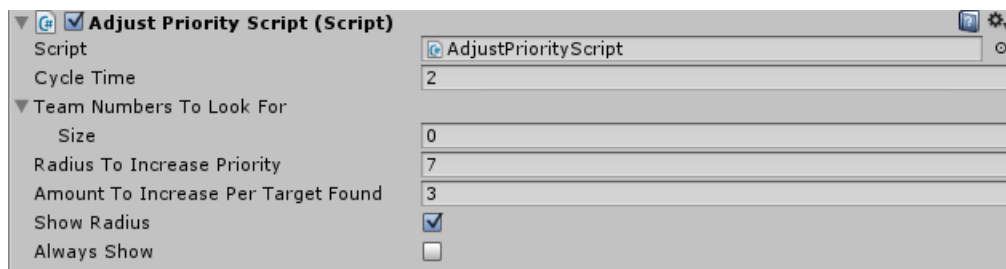 Adjust Priority Script (Script)
Script AdjustPriorityScript
Cycle Time 2
Team Numbers To Look For
Size 0
Radius To Increase Priority 7
Amount To Increase Per Target Found 3
Show Radius
Always Show